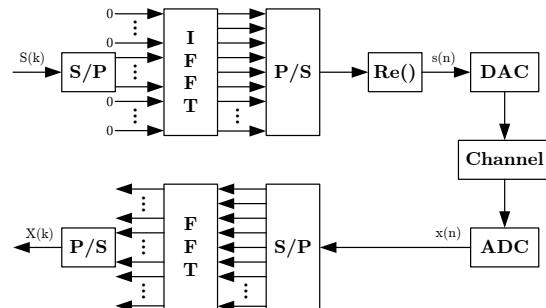 0
0
S(k)
S/P
0
0
I
F
F
T
P/S
Re()
s(n)
DAC
Channel
X(k)
P/S
F
F
T
S/P
x(n)
ADC